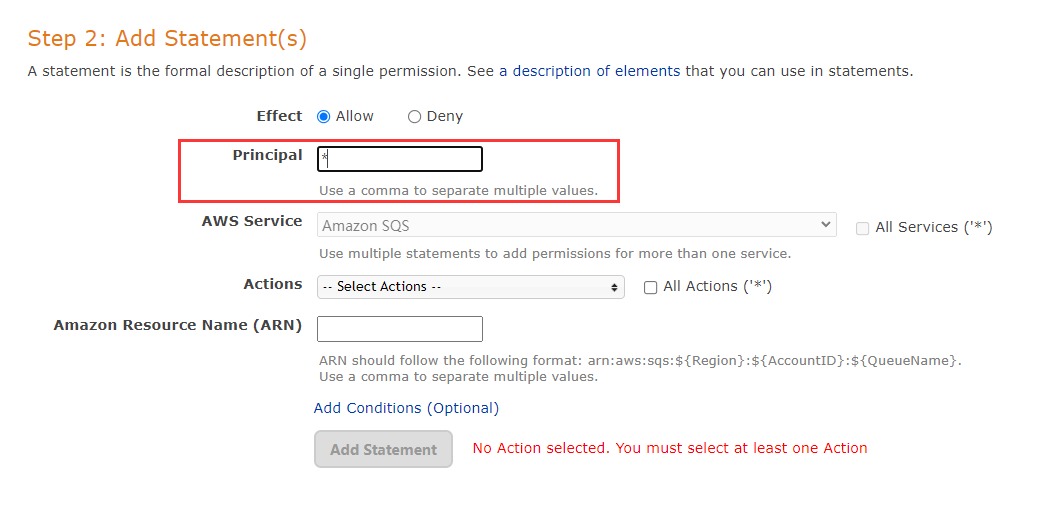 Step 2: Add Statement(s)
A statement is the formal description of a single permission. See a description of elements that you can use in statements.
Effect Allow Deny
Principal *
Use a comma to separate multiple values.
AWS Service Amazon SQS All Services ('*')
Use multiple statements to add permissions for more than one service.
Actions -- Select Actions -- All Actions ('*')
Amazon Resource Name (ARN)
ARN should follow the following format: arn:aws:sqs:${Region}:${AccountID}:${QueueName}.
Use a comma to separate multiple values.
Add Conditions (Optional)
Add Statement No Action selected. You must select at least one Action